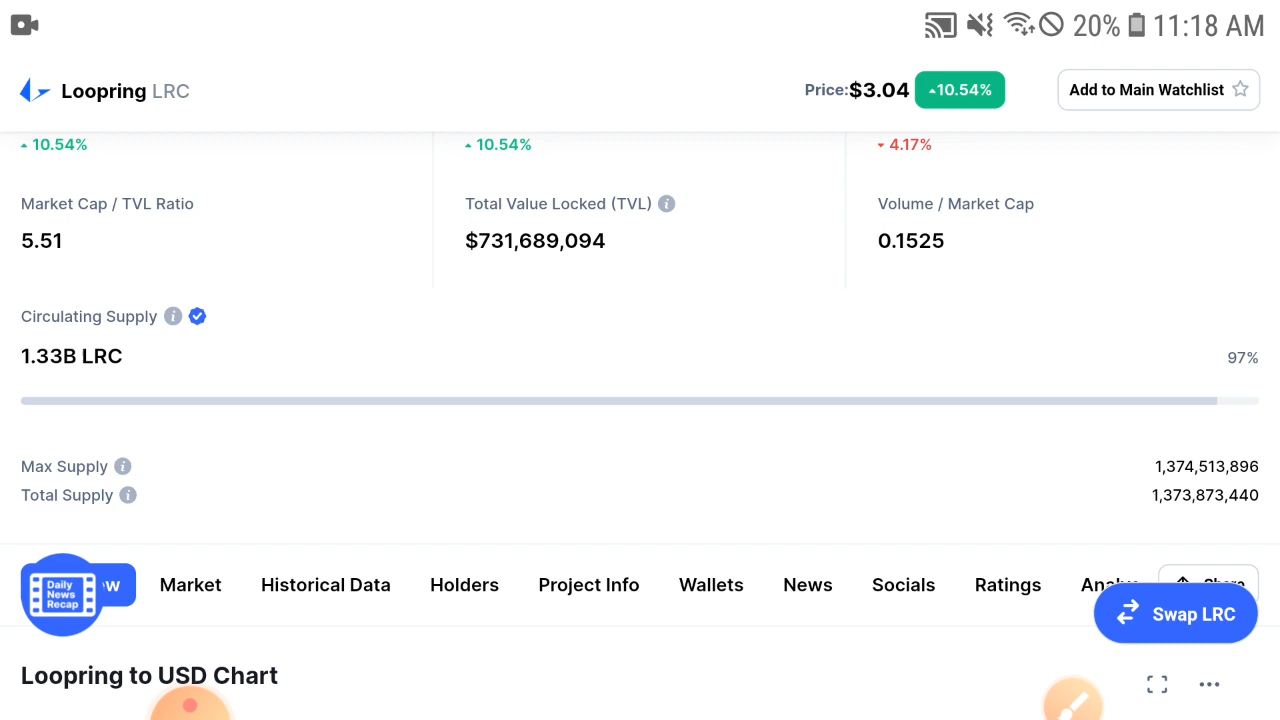 20% 11:18 AM
Loopring LRC
Price:$3.04 10.54%
Add to Main Watchlist
10.54%
10.54%
4.17%
Market Cap / TVL Ratio
5.51
Total Value Locked (TVL)
$731,689,094
Volume / Market Cap
0.1525
Circulating Supply
1.33B LRC
97%
Max Supply
1,374,513,896
Total Supply
1,373,873,440
Daily
News
Recap
Market
Historical Data
Holders
Project Info
Wallets
News
Socials
Ratings
Share
Swap LRC
Loopring to USD Chart